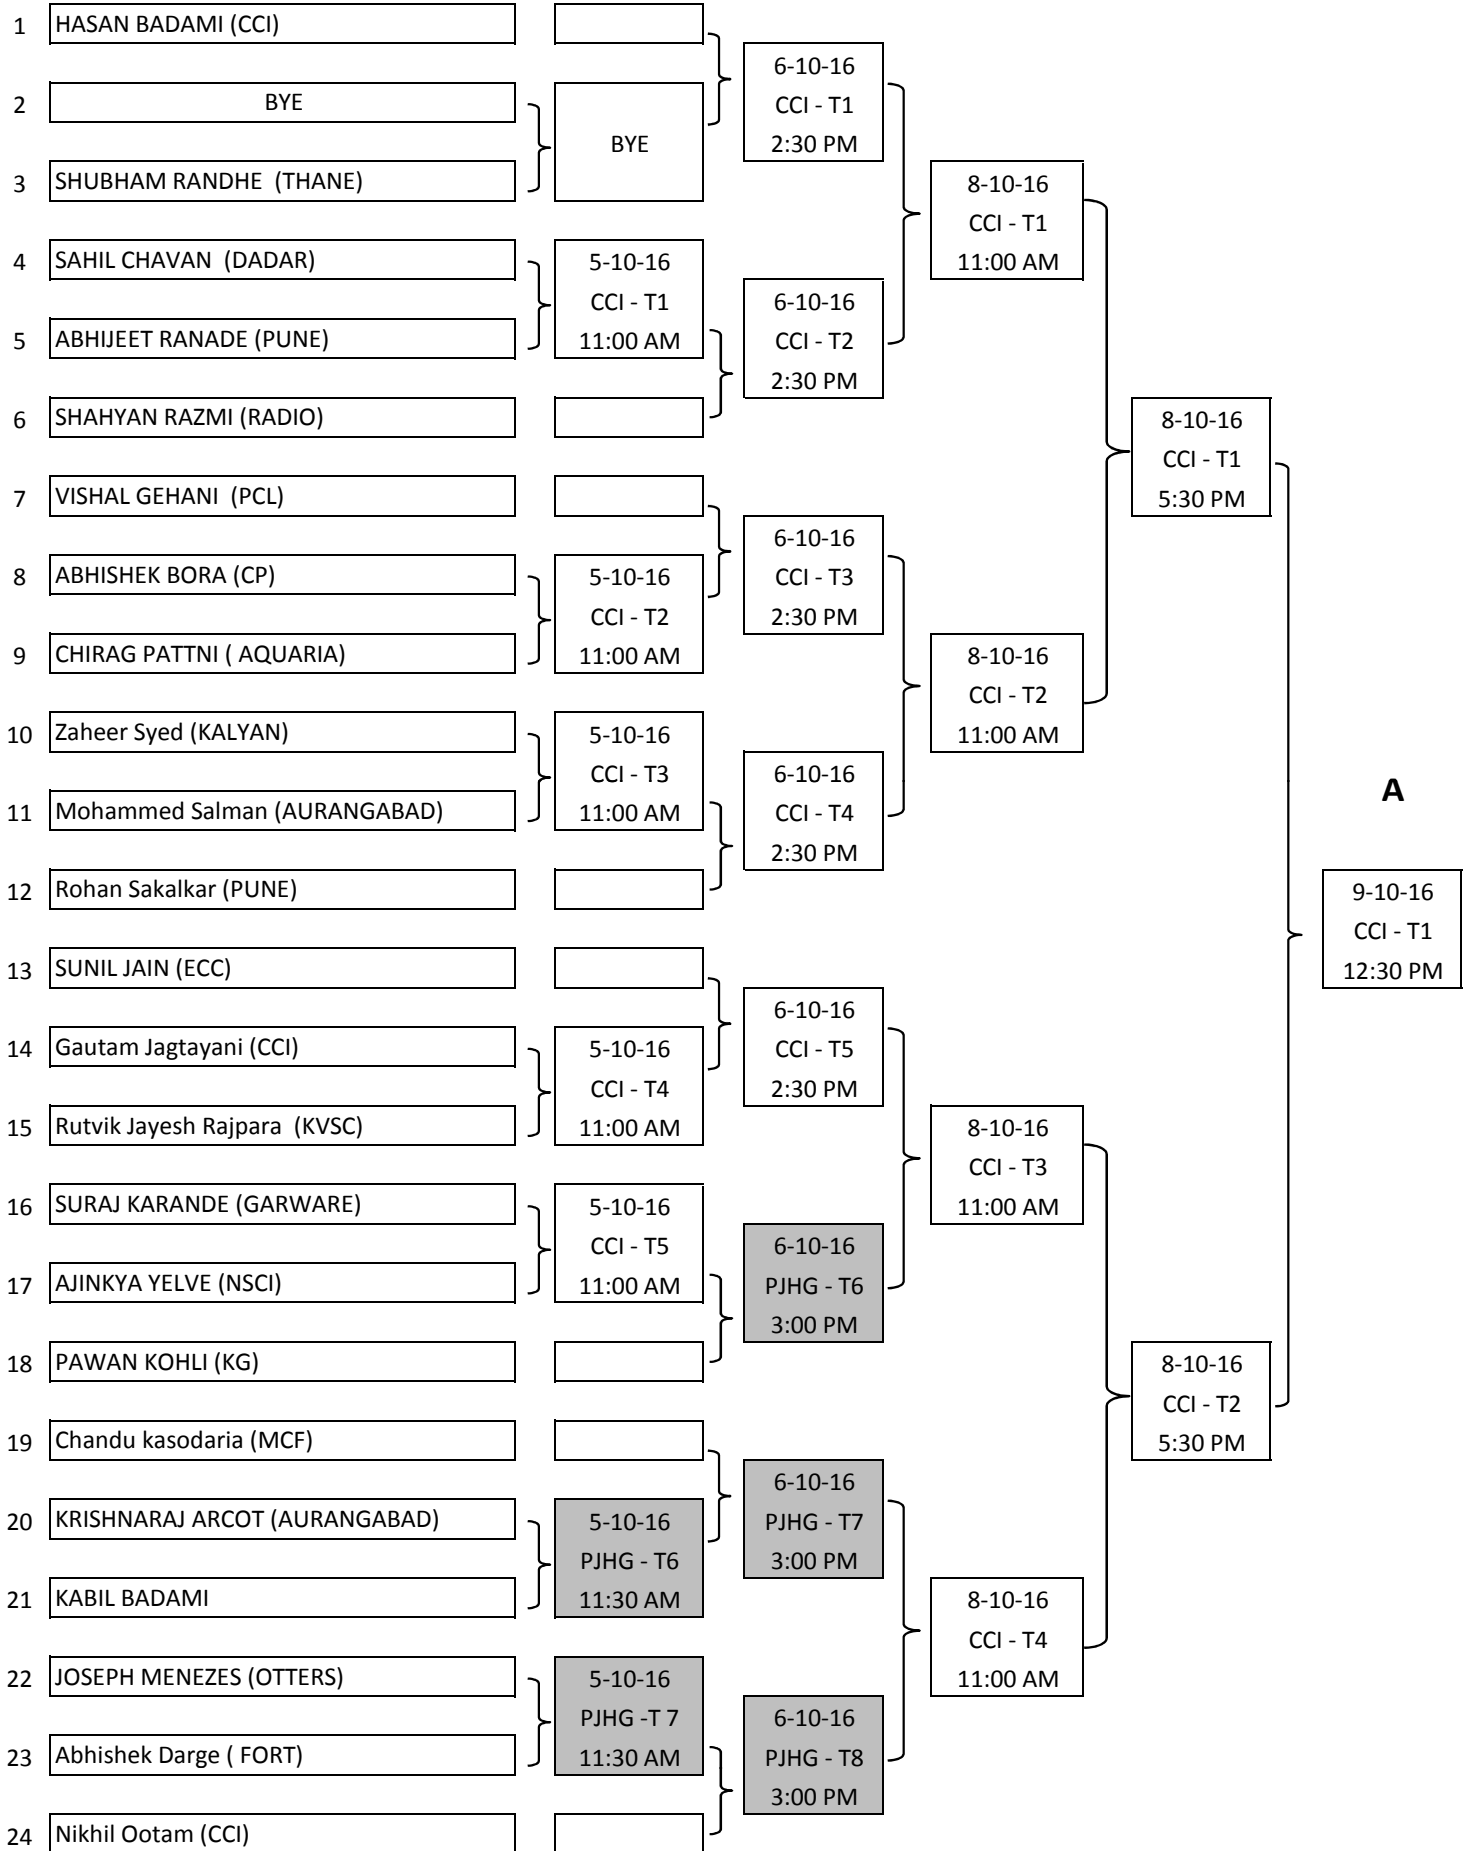 1 HASAN BADAMI (CCI)
6-10-16
2 BYE
CCI - T1
BYE
2:30 PM
3 SHUBHAM RANDHE (THANE)
8-10-16
CCI - T1
4 SAHIL CHAVAN (DADAR)
5-10-16
11:00 AM
CCI - T1
6-10-16
5 ABHIJEET RANADE (PUNE)
11:00 AM
CCI - T2
2:30 PM
6 SHAHYAN RAZMI (RADIO)
8-10-16
CCI - T1
7 VISHAL GEHANI (PCL)
5:30 PM
6-10-16
8 ABHISHEK BORA (CP)
5-10-16
CCI - T3
CCI - T2
2:30 PM
9 CHIRAG PATTNI ( AQUARIA)
11:00 AM
8-10-16
CCI - T2
10 Zaheer Syed (KALYAN)
5-10-16
11:00 AM
CCI - T3
6-10-16
A
11 Mohammed Salman (AURANGABAD)
11:00 AM
CCI - T4
2:30 PM
12 Rohan Sakalkar (PUNE)
9-10-16
CCI - T1
13 SUNIL JAIN (ECC)
12:30 PM
6-10-16
14 Gautam Jagtayani (CCI)
5-10-16
CCI - T5
CCI - T4
2:30 PM
15 Rutvik Jayesh Rajpara (KVSC)
11:00 AM
8-10-16
CCI - T3
16 SURAJ KARANDE (GARWARE)
5-10-16
11:00 AM
CCI - T5
6-10-16
17 AJINKYA YELVE (NSCI)
11:00 AM
PJHG - T6
3:00 PM
18 PAWAN KOHLI (KG)
8-10-16
CCI - T2
19 Chandu kasodaria (MCF)
5:30 PM
6-10-16
20 KRISHNARAJ ARCOT (AURANGABAD)
5-10-16
PJHG - T7
PJHG - T6
3:00 PM
21 KABIL BADAMI
11:30 AM
8-10-16
CCI - T4
22 JOSEPH MENEZES (OTTERS)
5-10-16
11:00 AM
PJHG -T 7
6-10-16
23 Abhishek Darge ( FORT)
11:30 AM
PJHG - T8
3:00 PM
24 Nikhil Ootam (CCI)